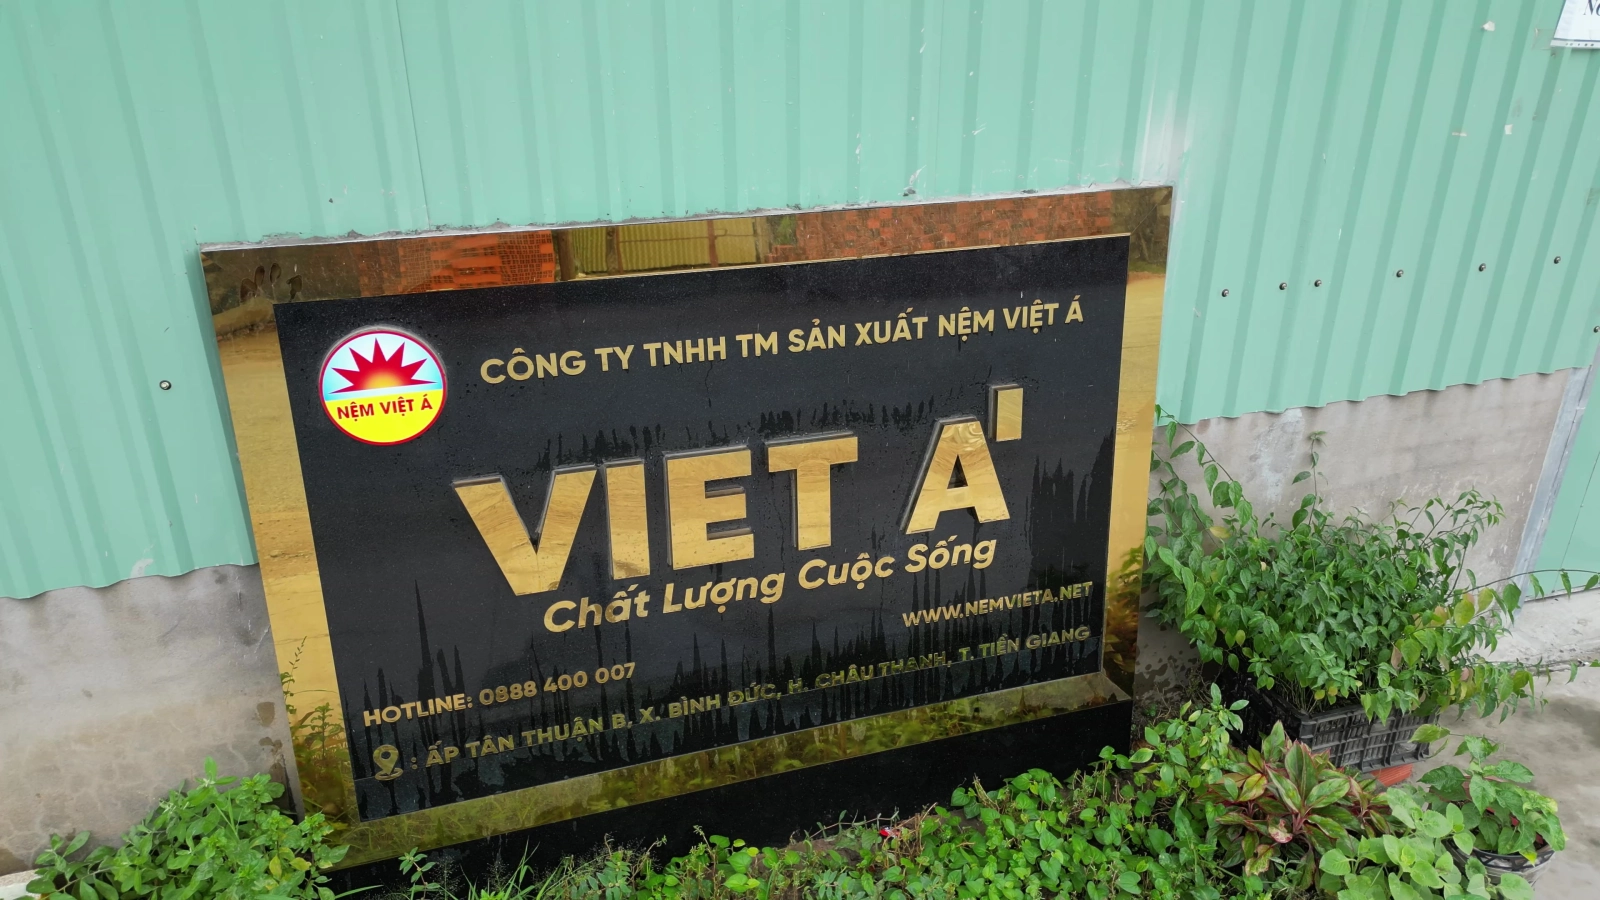 CÔNG TY TNHH TM SẢN XUẤT NỆM VIỆT Á
NỆM VIỆT Á
VIET Á
Chất Lượng Cuộc Sống
WWW.NEMVIETA.NET
HOTLINE: 0888 400 007
: ẤP TÂN THUẬN B, X. BÌNH ĐỨC, H. CHÂU THANH, T. TIỀN GIANG